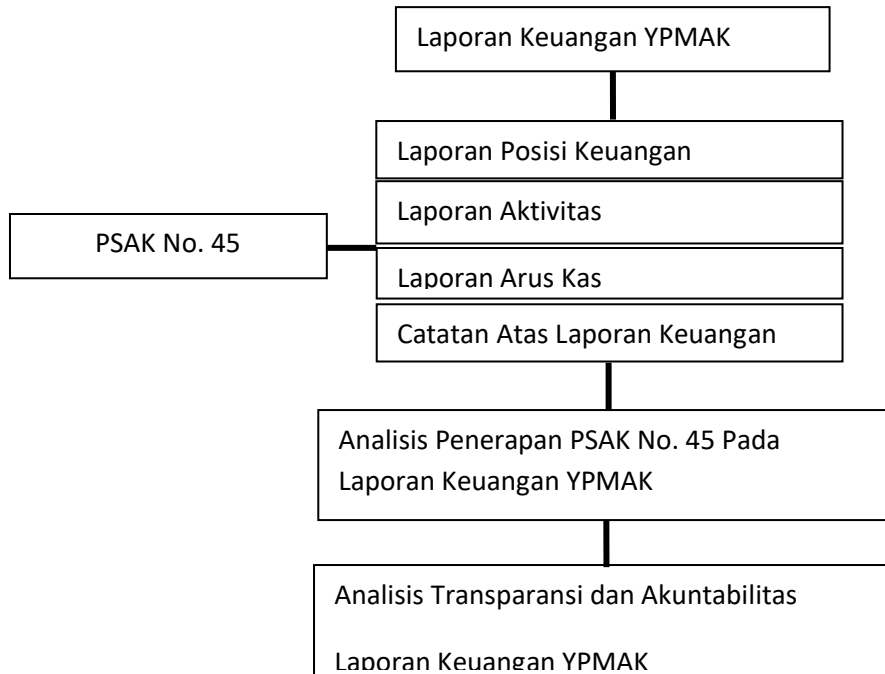 Laporan Keuangan YPMAK
Laporan Posisi Keuangan
Laporan Aktivitas
PSAK No. 45
Laporan Arus Kas
Catatan Atas Laporan Keuangan
Analisis Penerapan PSAK No. 45 Pada
Laporan Keuangan YPMAK
Analisis Transparansi dan Akuntabilitas
Laporan Keuangan YPMAK